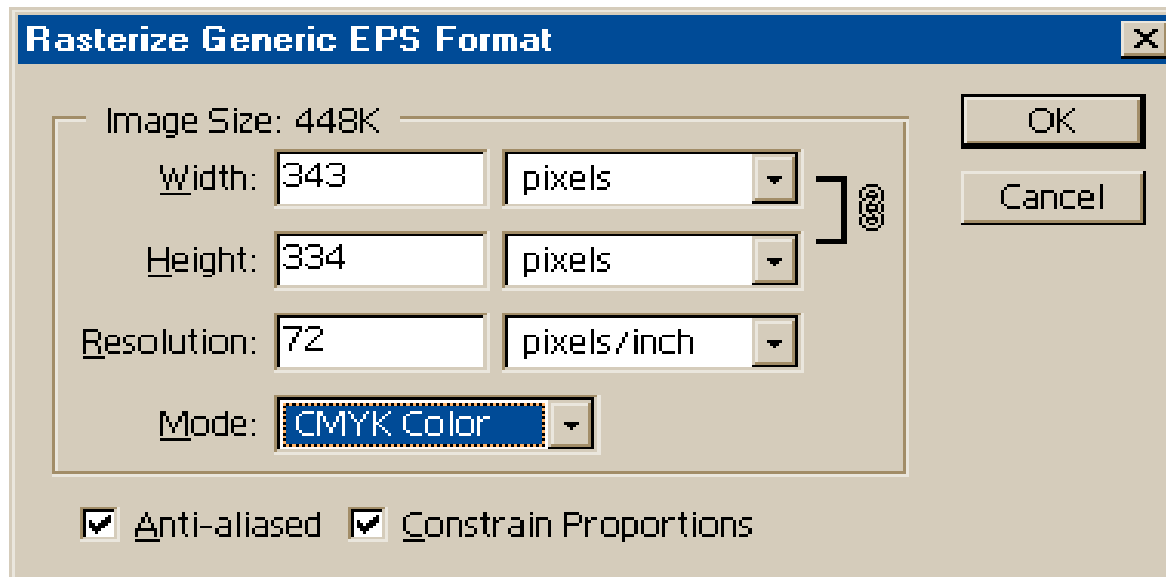 Rasterize Generic EPS Format
Image Size: 448K
OK
Width: 343 pixels
Cancel
Height: 334 pixels
Resolution: 72 pixels/inch
Mode: CMYK Color
Anti-aliased Constrain Proportions